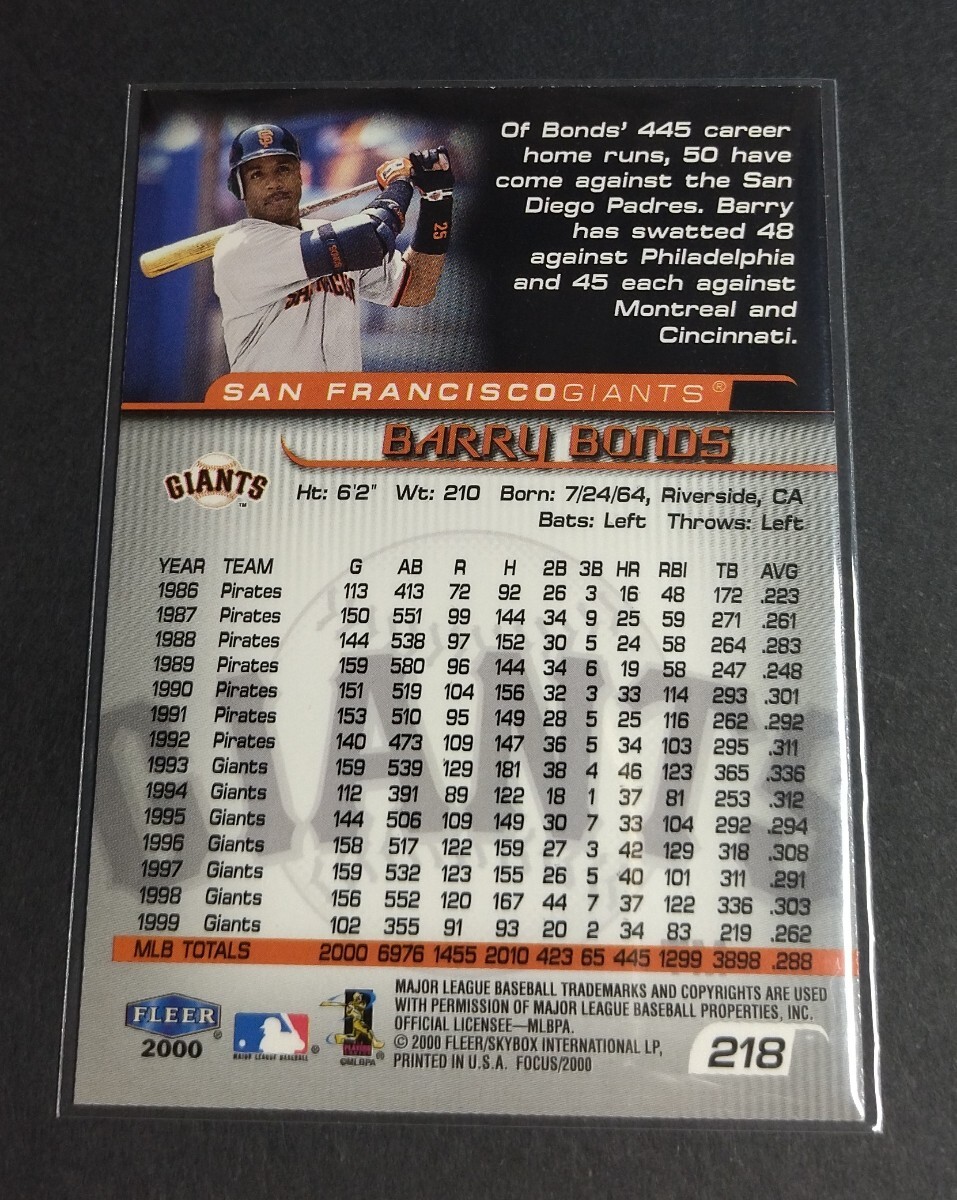 Of Bonds' 445 career
home runs, 50 have
come against the San
Diego Padres. Barry
has swatted 48
against Philadelphia
and 45 each against
Montreal and
Cincinnati.
SF
25
SAN FRANCISCOGIANTS®
BARRY BONDS
GIANTS™
Ht: 6'2" Wt: 210 Born: 7/24/64, Riverside, CA
Bats: Left Throws: Left
YEAR TEAM G AB R H 2B 3B HR RBI TB AVG
1986 Pirates 113 413 72 92 26 3 16 48 172 .223
1987 Pirates 150 551 99 144 34 9 25 59 271 .261
1988 Pirates 144 538 97 152 30 5 24 58 264 .283
1989 Pirates 159 580 96 144 34 6 19 58 247 .248
1990 Pirates 151 519 104 156 32 3 33 114 293 .301
1991 Pirates 153 510 95 149 28 5 25 116 262 .292
1992 Pirates 140 473 109 147 36 5 34 103 295 .311
1993 Giants 159 539 129 181 38 4 46 123 365 .336
1994 Giants 112 391 89 122 18 1 37 81 253 .312
1995 Giants 144 506 109 149 30 7 33 104 292 .294
1996 Giants 158 517 122 159 27 3 42 129 318 .308
1997 Giants 159 532 123 155 26 5 40 101 311 .291
1998 Giants 156 552 120 167 44 7 37 122 336 .303
1999 Giants 102 355 91 93 20 2 34 83 219 .262
MLB TOTALS 2000 6976 1455 2010 423 65 445 1299 3898 .288
GIANTS
TM
FLEER®
2000
MAJOR LEAGUE BASEBALL®
©MLBPA®
MAJOR LEAGUE BASEBALL TRADEMARKS AND COPYRIGHTS ARE USED
WITH PERMISSION OF MAJOR LEAGUE BASEBALL PROPERTIES, INC.
OFFICIAL LICENSEE—MLBPA.
© 2000 FLEER/SKYBOX INTERNATIONAL LP,
PRINTED IN U.S.A. FOCUS/2000
218